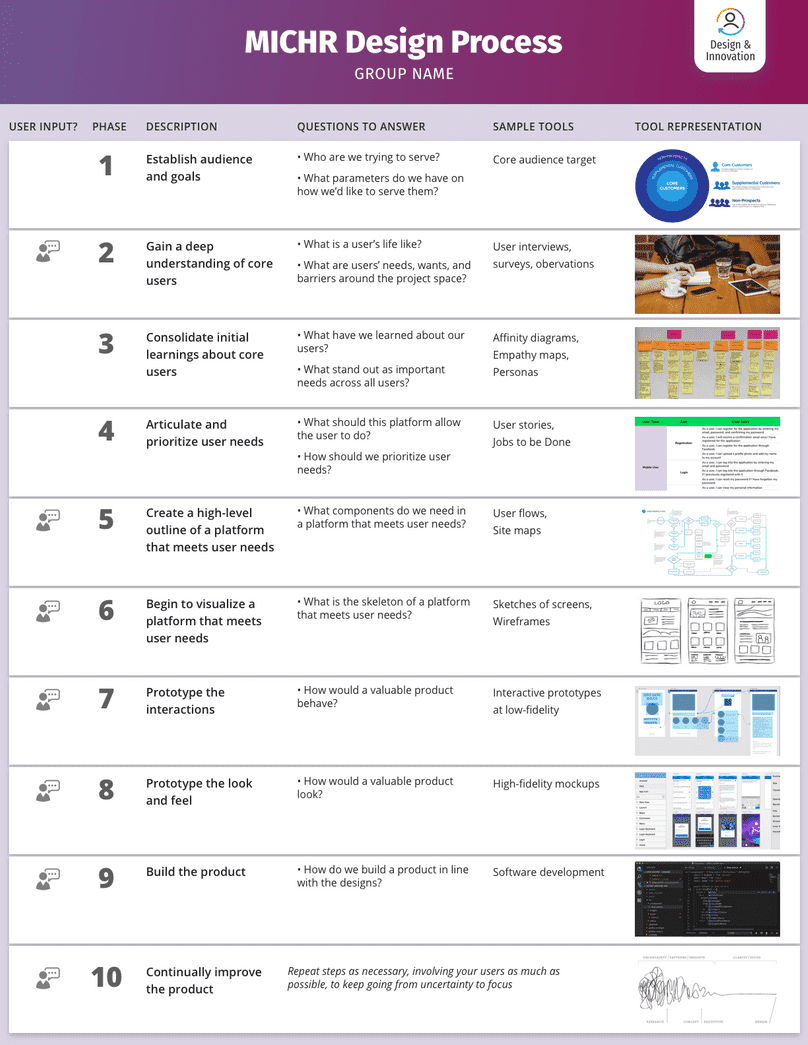 MICHR Design Process
GROUP NAME
Design &
Innovation
USER INPUT? PHASE DESCRIPTION QUESTIONS TO ANSWER SAMPLE TOOLS TOOL REPRESENTATION
1
Establish audience
and goals
• Who are we trying to serve?
• What parameters do we have on
how we'd like to serve them?
Core audience target
CORE
CUSTOMERS
Core Customers
Supplemental Customers
Non-Prospects
2
Gain a deep
understanding of core
users
• What is a user's life like?
• What are users' needs, wants, and
barriers around the project space?
User interviews,
surveys, obervations
3
Consolidate initial
learnings about core
users
• What have we learned about our
users?
• What stand out as important
needs across all users?
Affinity diagrams,
Empathy maps,
Personas
4
Articulate and
prioritize user needs
• What should this platform allow
the user to do?
• How should we prioritize user
needs?
User stories,
Jobs to be Done
Registration
Mobile User
Login
5
Create a high-level
outline of a platform
that meets user needs
• What components do we need in
a platform that meets user needs?
User flows,
Site maps
6
Begin to visualize a
platform that meets
user needs
• What is the skeleton of a platform
that meets user needs?
Sketches of screens,
Wireframes
LOGO
7
Prototype the
interactions
• How would a valuable product
behave?
Interactive prototypes
at low-fidelity
8
Prototype the look
and feel
• How would a valuable product
look?
High-fidelity mockups
9
Build the product
• How do we build a product in line
with the designs?
Software development
10
Continually improve
the product
Repeat steps as necessary, involving your users as much as
possible, to keep going from uncertainty to focus